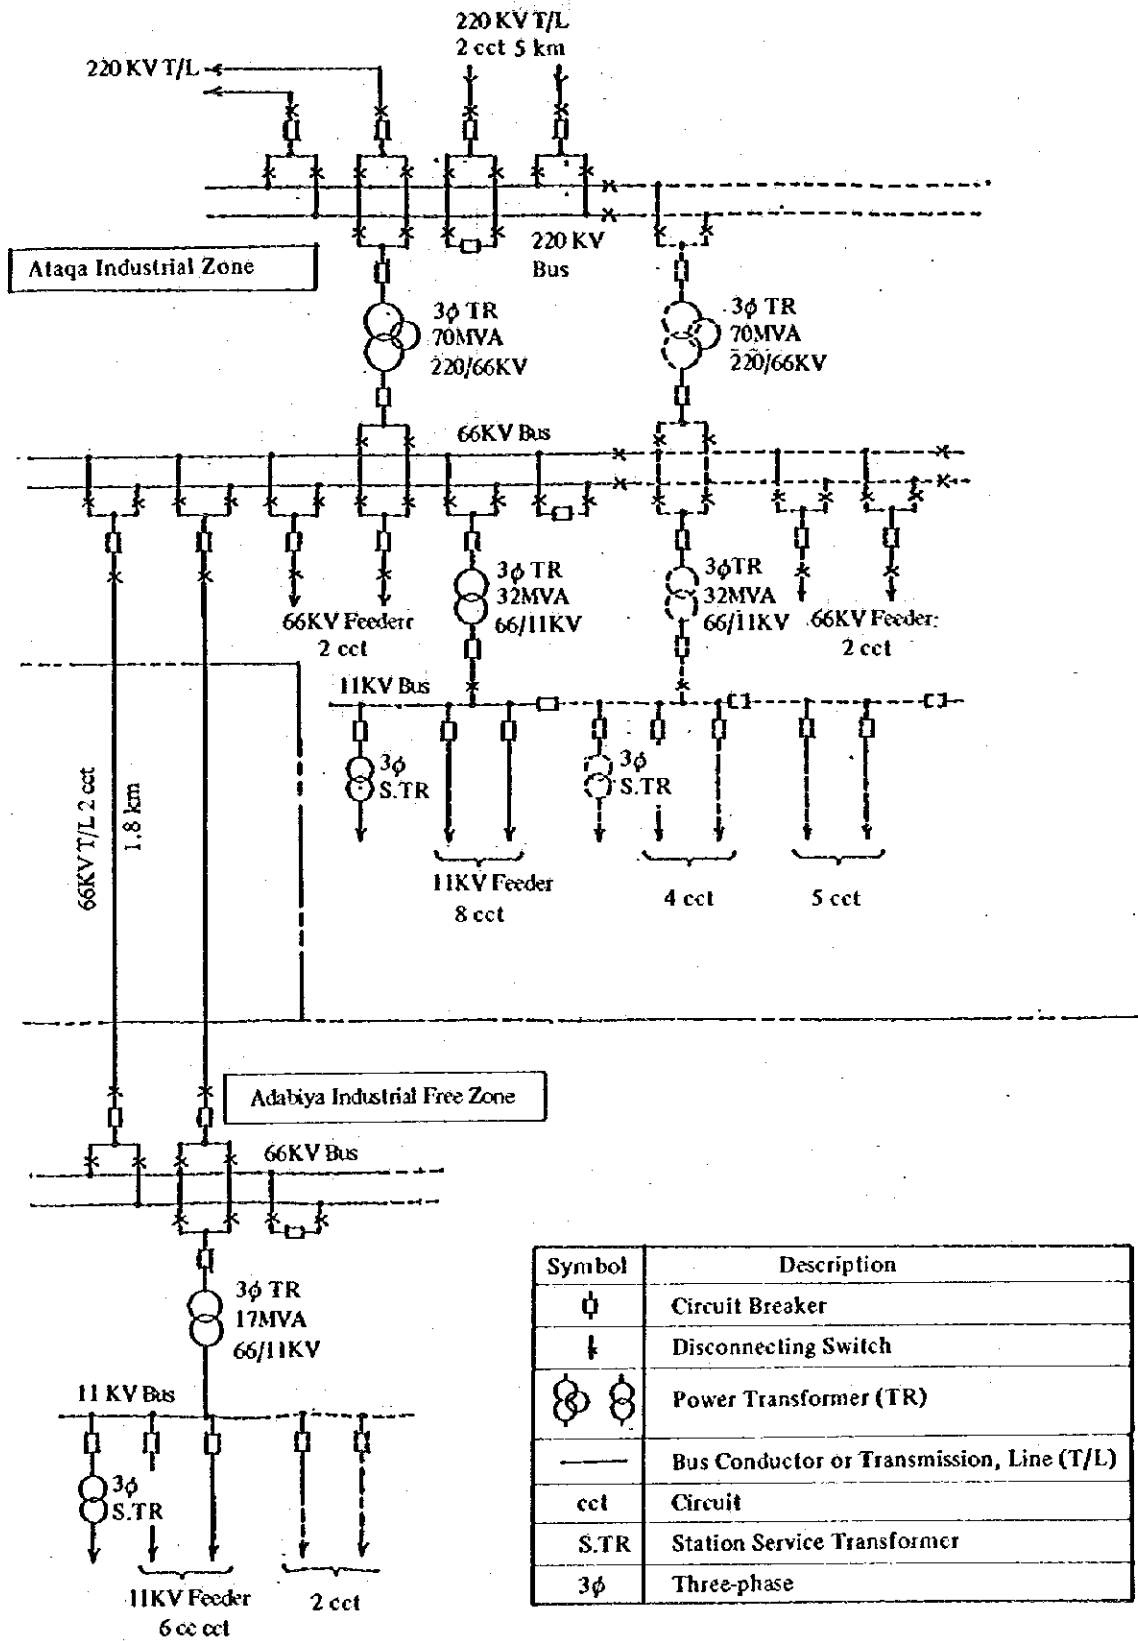 220 KV T/L
2 cct 5 km
220 KV T/L
220 KV
Bus
Ataqa Industrial Zone
3ϕ TR
70MVA
220/66KV
3ϕ TR
70MVA
220/66KV
66KV Bus
3ϕ TR
32MVA
66/11KV
3ϕTR
32MVA
66/11KV
66KV Feederr
2 cct
66KV Feeder:
2 cct
11KV Bus
3ϕ
S.TR
3ϕ
S.TR
66KV T/L 2 cct
1.8 km
11KV Feeder
8 cct
4 cct
5 cct
Adabiya Industrial Free Zone
66KV Bus
3ϕ TR
17MVA
66/11KV
11 KV Bus
3ϕ
S.TR
11KV Feeder
6 cc cct
2 cct
Symbol Description
Circuit Breaker
Disconnecting Switch
Power Transformer (TR)
Bus Conductor or Transmission, Line (T/L)
cct Circuit
S.TR Station Service Transformer
3ϕ Three-phase